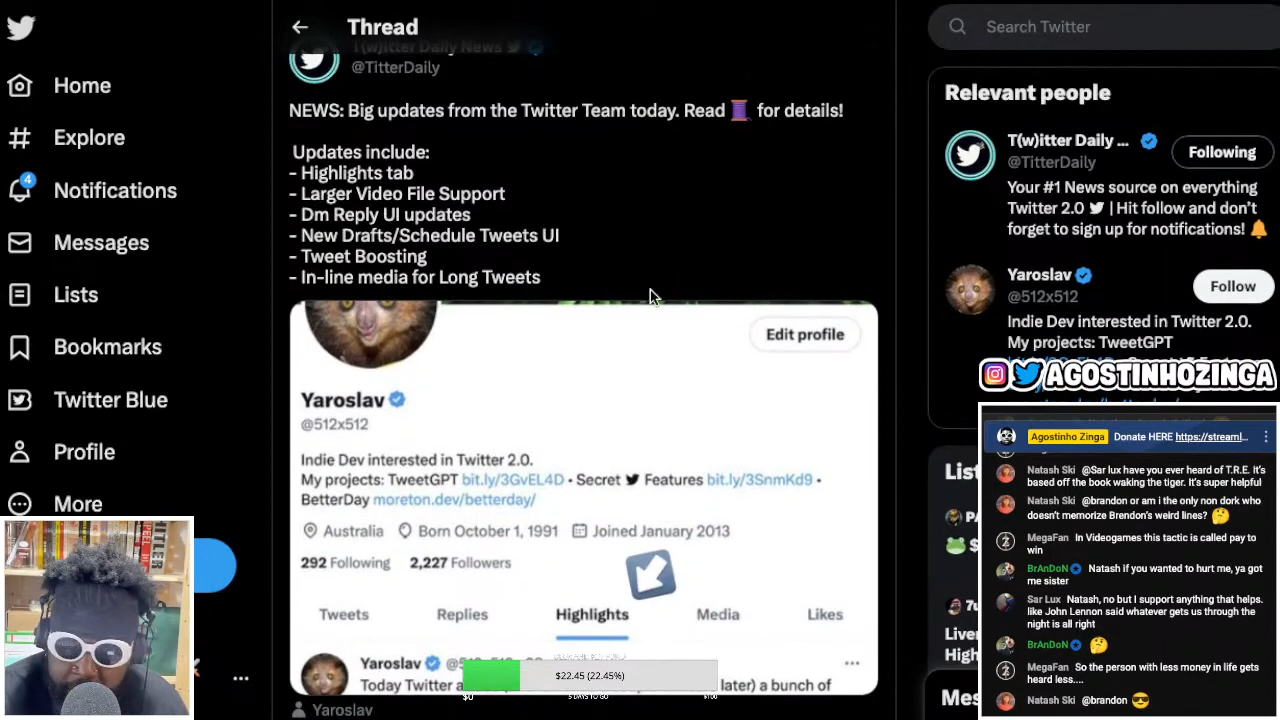 Home
Explore
4
Notifications
Messages
Lists
Bookmarks
Twitter Blue
Profile
More
Thread
T(w)itter Daily News
@TitterDaily
NEWS: Big updates from the Twitter Team today. Read 🧵 for details!
Updates include:
- Highlights tab
- Larger Video File Support
- Dm Reply UI updates
- New Drafts/Schedule Tweets UI
- Tweet Boosting
- In-line media for Long Tweets
Edit profile
Yaroslav
@512x512
Indie Dev interested in Twitter 2.0.
My projects: TweetGPT bit.ly/3GvEL4D • Secret 🐦 Features bit.ly/3SnmKd9 •
BetterDay moreton.dev/betterday/
Australia Born October 1, 1991 Joined January 2013
292 Following 2,227 Followers
Tweets Replies Highlights Media Likes
Yaroslav
Today Twitter a
later) a bunch of
$22.45 (22.45%)
$0 5 DAYS TO GO $100
Yaroslav
Search Twitter
Relevant people
T(w)itter Daily ...
@TitterDaily
Following
Your #1 News source on everything
Twitter 2.0 🐦 | Hit follow and don't
forget to sign up for notifications! 🔔
Yaroslav
@512x512
Follow
Indie Dev interested in Twitter 2.0.
My projects: TweetGPT
AGOSTINHOZINGA
Agostinho Zinga Donate HERE https://streaml...
Natash Ski @Sar lux have you ever heard of T.R.E. It's
based off the book waking the tiger. It's super helpful
Natash Ski @brandon or am i the only non dork who
doesn't memorize Brendon's weird lines? 🤔
MegaFan In Videogames this tactic is called pay to
win
BrAnDoN Natash if you wanted to hurt me, ya got
me sister
Sar Lux Natash, no but I support anything that helps.
like John Lennon said whatever gets us through the
night is all right
BrAnDoN 🤔
MegaFan So the person with less money in life gets
heard less....
Natash Ski @brandon 😎
List
PA
$
7u
Liver
High
Mes